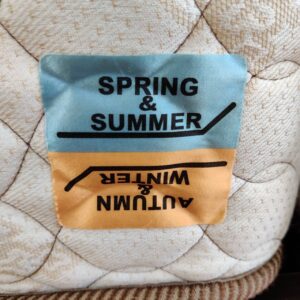 SPRING
&
SUMMER
AUTUMN
&
WINTER